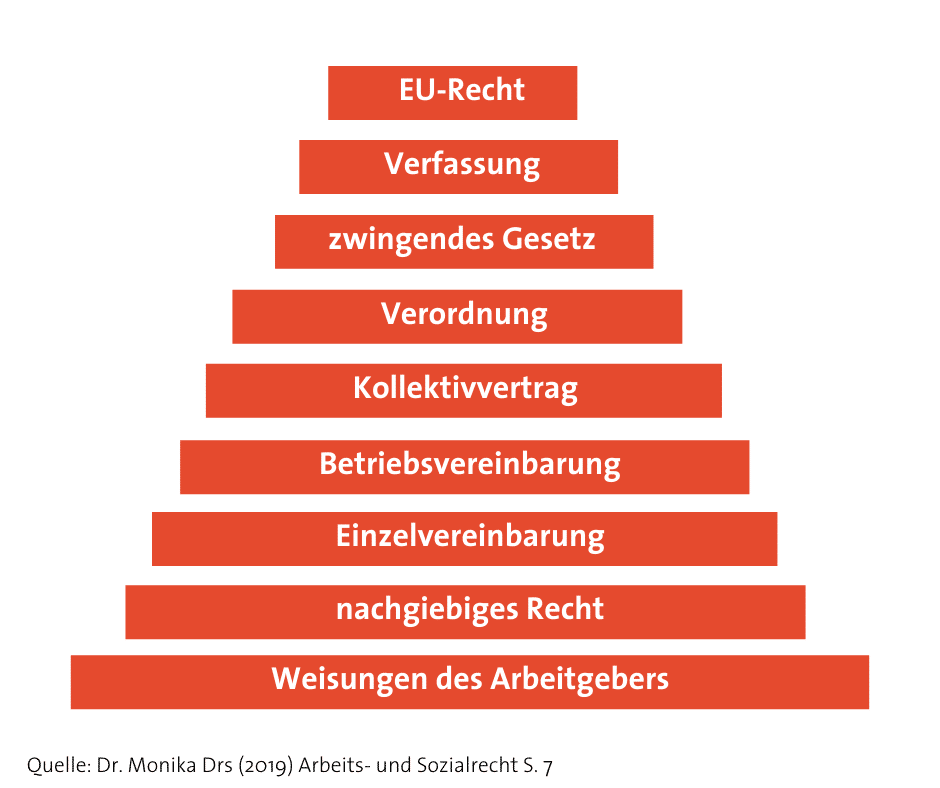 EU-Recht
Verfassung
zwingendes Gesetz
Verordnung
Kollektivvertrag
Betriebsvereinbarung
Einzelvereinbarung
nachgiebiges Recht
Weisungen des Arbeitgebers
Quelle: Dr. Monika Drs (2019) Arbeits- und Sozialrecht S. 7